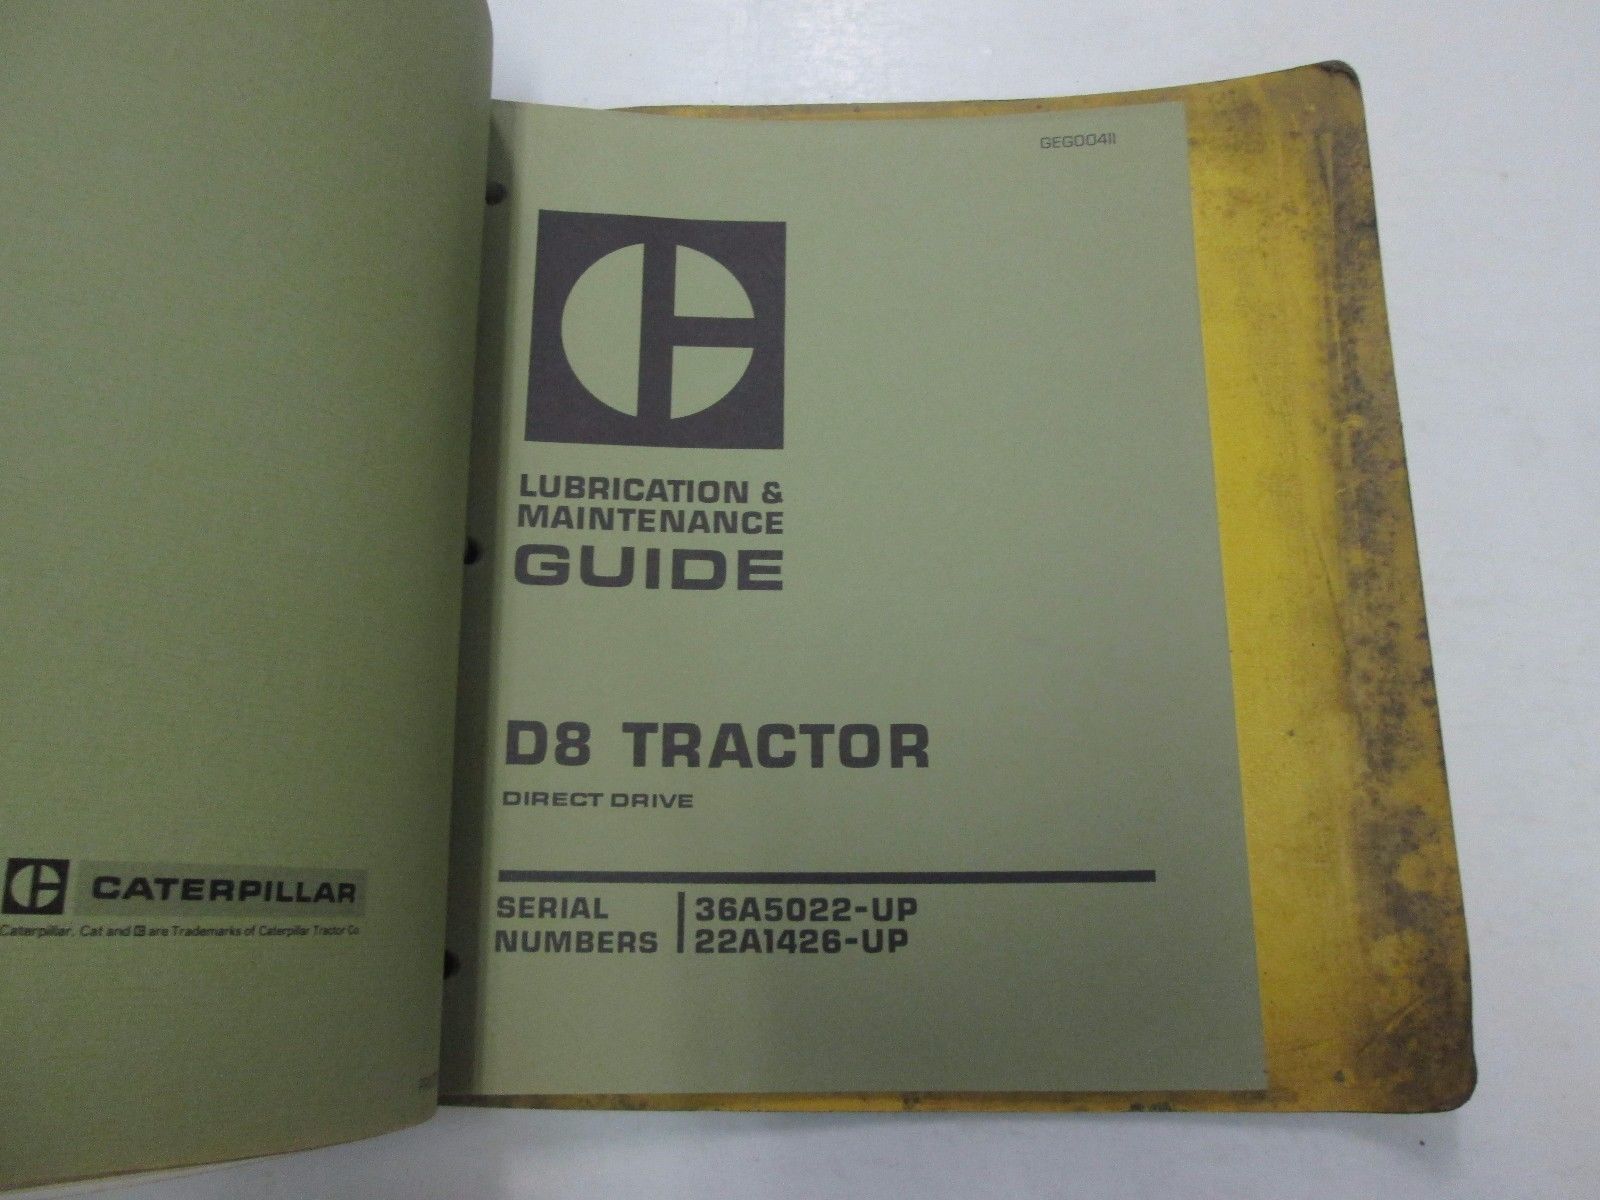 CATERPILLAR
Caterpillar, Cat and C are Trademarks of Caterpillar Tractor Co.
GEG00411
LUBRICATION &
MAINTENANCE
GUIDE
D8 TRACTOR
DIRECT DRIVE
SERIAL
NUMBERS
36A5022-UP
22A1426-UP